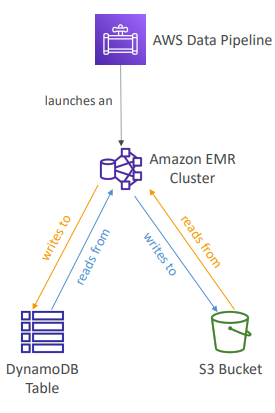 AWS Data Pipeline
launches an
Amazon EMR
Cluster
writes to
reads from
writes to
reads from
DynamoDB
Table
S3 Bucket